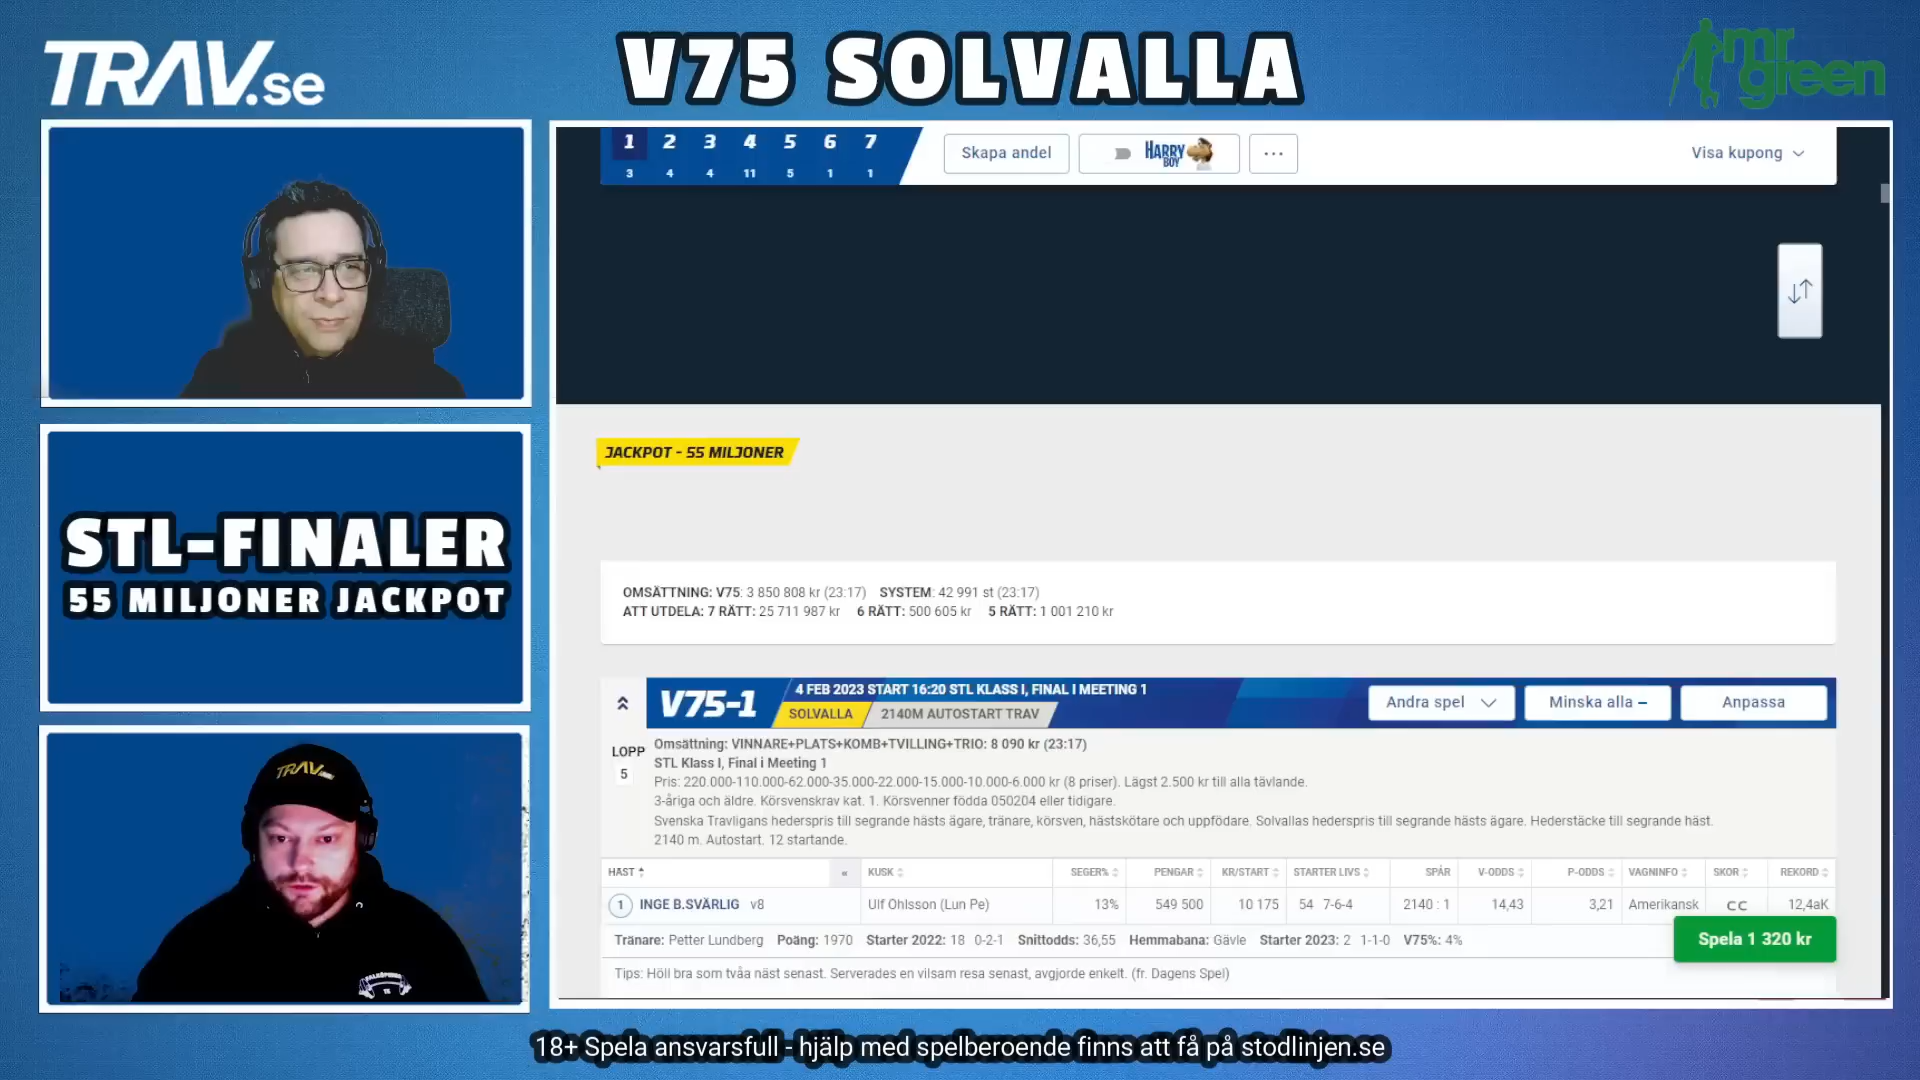 TRAV.se
V75 SOLVALLA
mr green
1 2 3 4 5 6 7
3 4 4 11 5 1 1
Skapa andel
HARRY BOY
...
Visa kupong
JACKPOT - 55 MILJONER
STL-FINALER
55 MILJONER JACKPOT
OMSÄTTNING: V75: 3 850 808 kr (23:17) SYSTEM: 42 991 st (23:17)
ATT UTDELA: 7 RÄTT: 25 711 987 kr 6 RÄTT: 500 605 kr 5 RÄTT: 1 001 210 kr
V75-1
4 FEB 2023 START 16:20 STL KLASS I, FINAL I MEETING 1
SOLVALLA 2140M AUTOSTART TRAV
Andra spel
Minska alla –
Anpassa
LOPP
5
Omsättning: VINNARE+PLATS+KOMB+TVILLING+TRIO: 8 090 kr (23:17)
STL Klass I, Final i Meeting 1
Pris: 220.000-110.000-62.000-35.000-22.000-15.000-10.000-6.000 kr (8 priser). Lägst 2.500 kr till alla tävlande.
3-åriga och äldre. Körsvenskrav kat. 1. Körsvenner födda 050204 eller tidigare.
Svenska Travligans hederspris till segrande hästs ägare, tränare, körsven, hästskötare och uppfödare. Solvallas hederspris till segrande hästs ägare. Hederstäcke till segrande häst.
2140 m. Autostart. 12 startande.
HÄST « KUSK SEGER% PENGAR KR/START STARTER LIVS SPÅR V-ODDS P-ODDS VAGNINFO SKOR REKORD
1 INGE B.SVÄRLIG v8 Ulf Ohlsson (Lun Pe) 13% 549 500 10 175 54 7-6-4 2140 : 1 14,43 3,21 Amerikansk C C 12,4aK
Tränare: Petter Lundberg Poäng: 1970 Starter 2022: 18 0-2-1 Snittodds: 36,55 Hemmabana: Gävle Starter 2023: 2 1-1-0 V75%: 4%
Spela 1 320 kr
Tips: Höll bra som tvåa näst senast. Serverades en vilsam resa senast, avgjorde enkelt. (fr. Dagens Spel)
TRAV.se
18+ Spela ansvarsfull - hjälp med spelberoende finns att få på stodlinjen.se